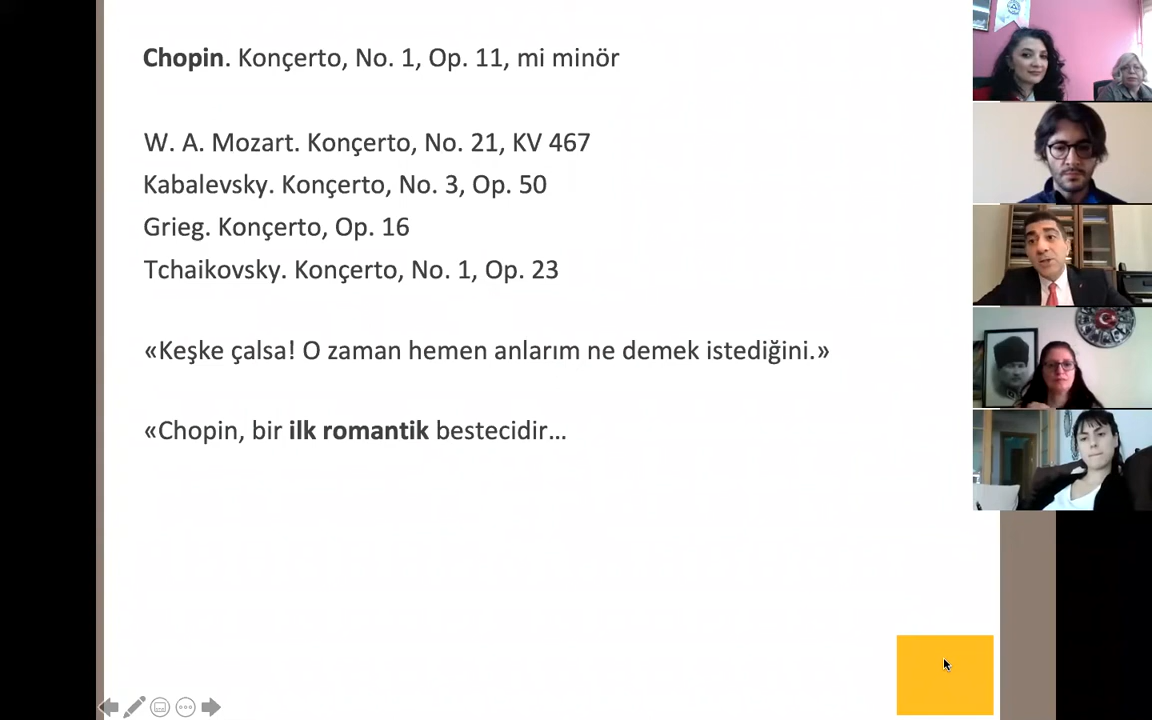 Chopin. Konçerto, No. 1, Op. 11, mi minör
W. A. Mozart. Konçerto, No. 21, KV 467
Kabalevsky. Konçerto, No. 3, Op. 50
Grieg. Konçerto, Op. 16
Tchaikovsky. Konçerto, No. 1, Op. 23
«Keşke çalsa! O zaman hemen anlarım ne demek istediğini.»
«Chopin, bir ilk romantik bestecidir…